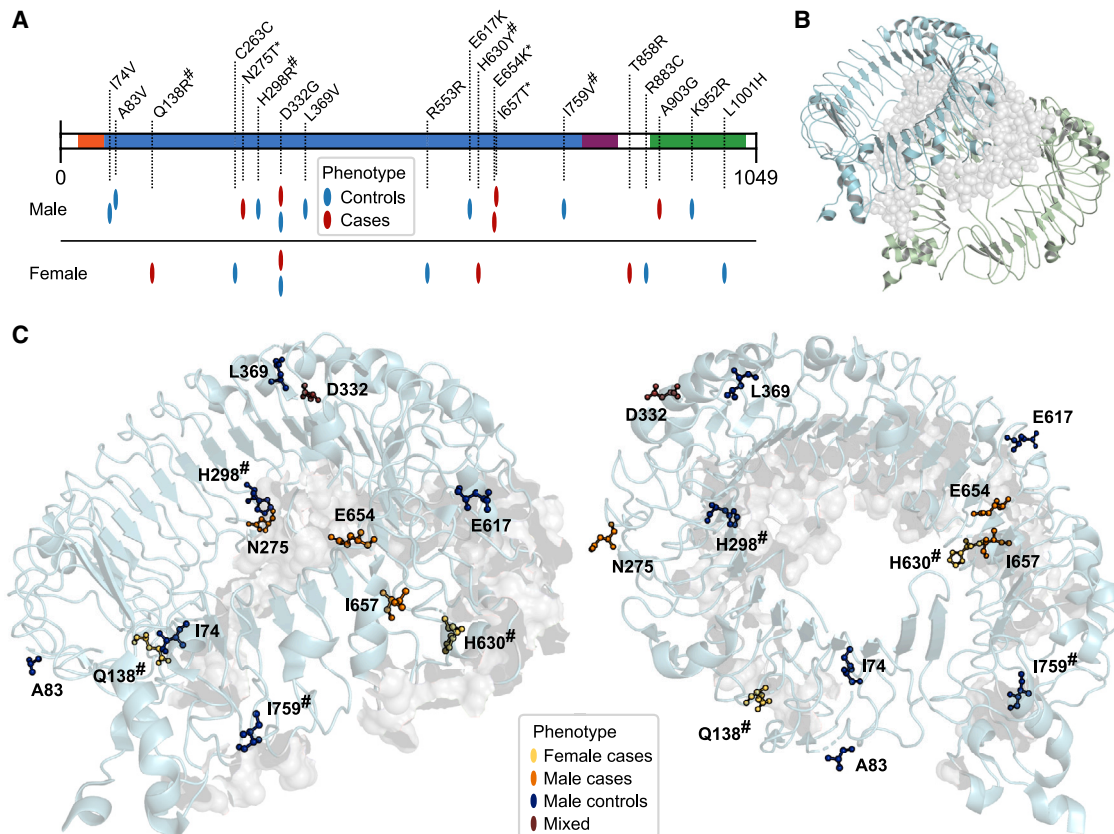 A
I74V
A83V
Q138R#
C263C
N275T*
H298R#
D332G
L369V
R553R
E617K
H630Y#
E654K*
I657T*
I759V#
T858R
R883C
A903G
K952R
L1001H
0
1049
Phenotype
Controls
Cases
Male
Female
B
C
L369
D332
H298#
N275
E654
E617
I657
H630#
I74
Q138#
A83
I759#
D332
L369
E617
H298#
N275
E654
H630#
I657
I74
I759#
Q138#
A83
Phenotype
Female cases
Male cases
Male controls
Mixed